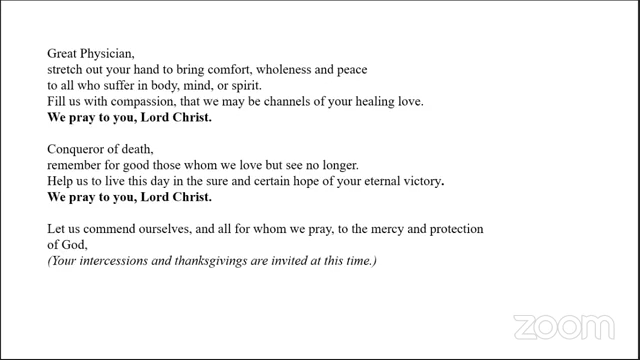 Great Physician,
stretch out your hand to bring comfort, wholeness and peace
to all who suffer in body, mind, or spirit.
Fill us with compassion, that we may be channels of your healing love.
We pray to you, Lord Christ.
Conqueror of death,
remember for good those whom we love but see no longer.
Help us to live this day in the sure and certain hope of your eternal victory.
We pray to you, Lord Christ.
Let us commend ourselves, and all for whom we pray, to the mercy and protection
of God,
(Your intercessions and thanksgivings are invited at this time.)
zoom